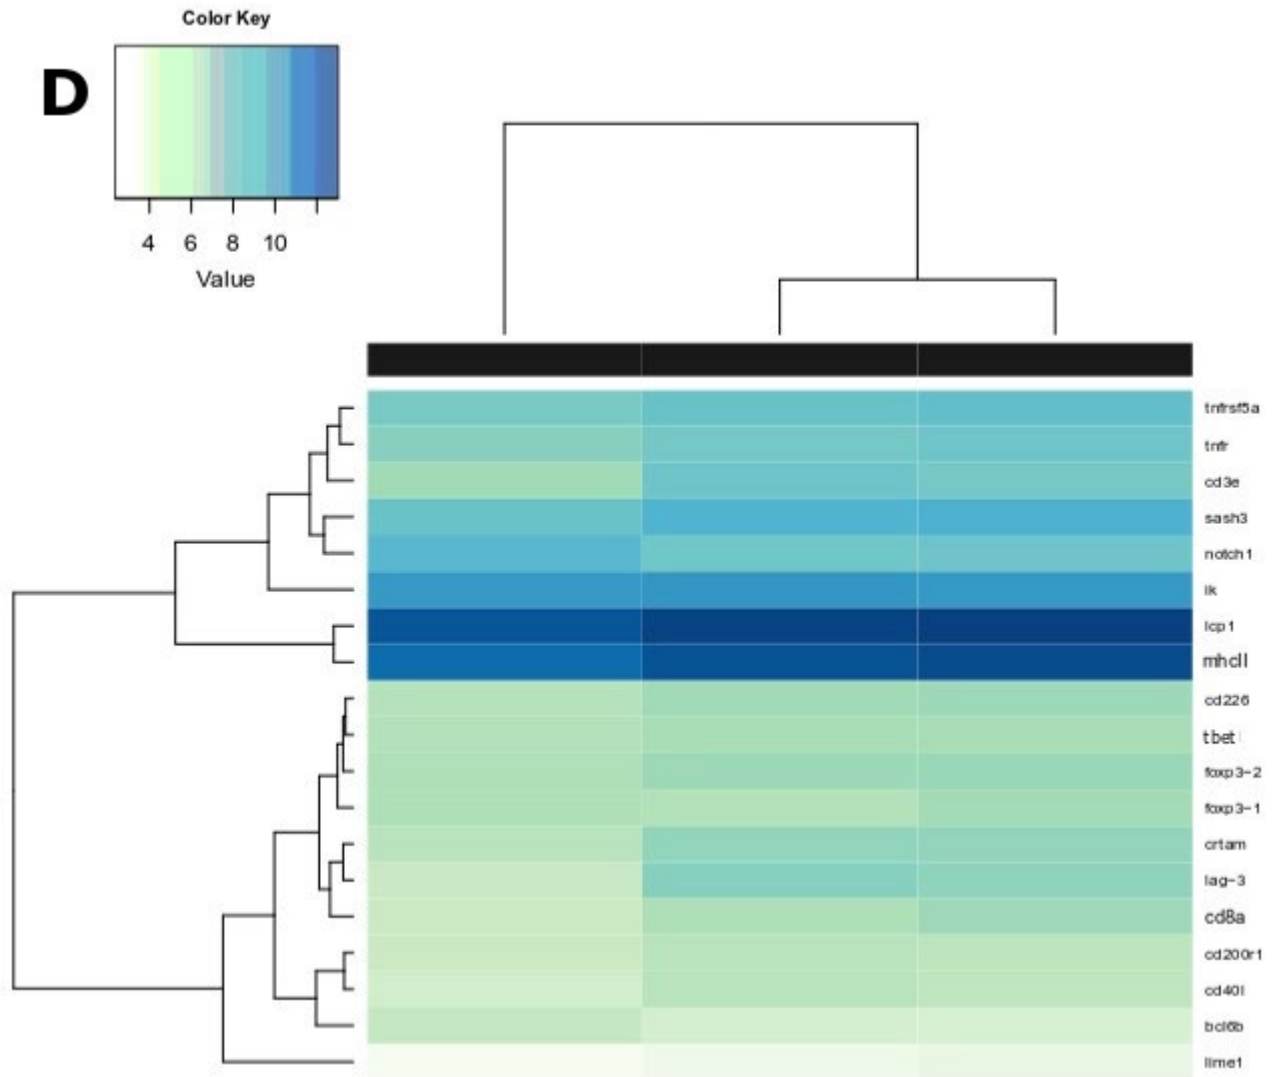 Color Key
D
4 6 8 10
Value
tnfrsf5a
tnfr
cd3e
sash3
notch1
ik
lcp1
mhcII
cd226
tbet
foxp3-2
foxp3-1
crtam
lag-3
cd8a
cd200r1
cd40l
bcl6b
lime1